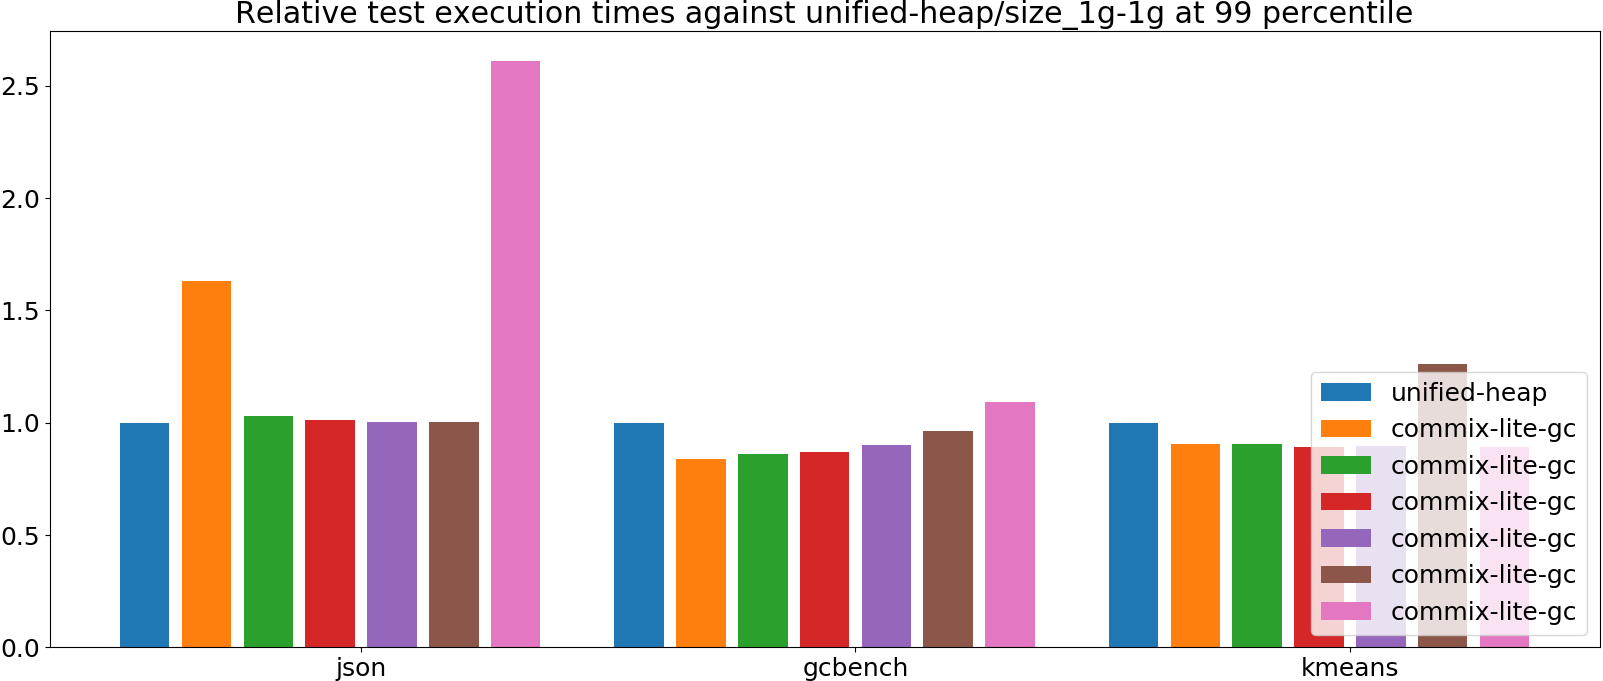 Relative test execution times against unified-heap/size_1g-1g at 99 percentile
2.5
2.0
1.5
1.0
0.5
0.0
json
gcbench
kmeans
unified-heap
commix-lite-gc
commix-lite-gc
commix-lite-gc
commix-lite-gc
commix-lite-gc
commix-lite-gc